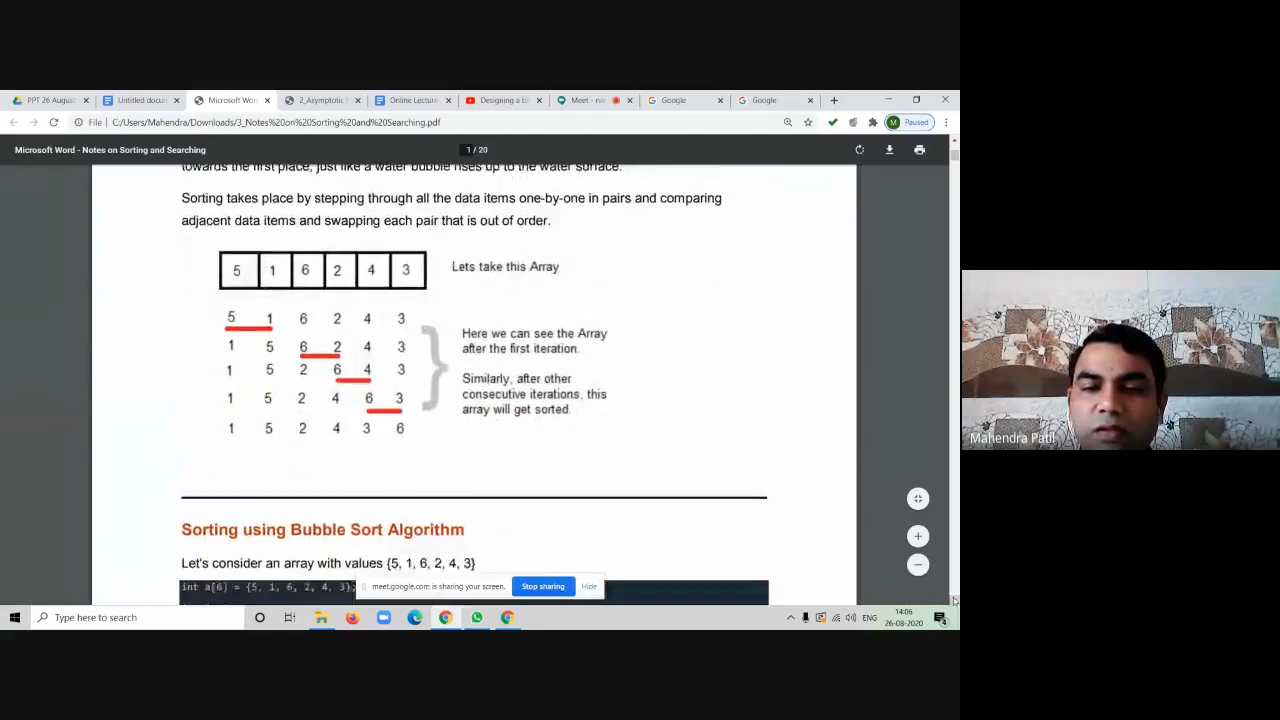 PPT 26 August
Untitled docu
Microsoft Wor
2_Asymptotic
Online Lecture
Designing a b
Meet - rva
Google
Google
File
C:/Users/Mahendra/Downloads/3_Notes%20on%20Sorting%20and%20Searching.pdf
M Paused
Microsoft Word - Notes on Sorting and Searching
1 / 20
towards the first place, just like a water bubble rises up to the water surface.
Sorting takes place by stepping through all the data items one-by-one in pairs and comparing
adjacent data items and swapping each pair that is out of order.
5 1 6 2 4 3
Lets take this Array
5 1 6 2 4 3
1 5 6 2 4 3
1 5 2 6 4 3
1 5 2 4 6 3
1 5 2 4 3 6
Here we can see the Array
after the first iteration.
Similarly, after other
consecutive iterations, this
array will get sorted.
Sorting using Bubble Sort Algorithm
Let's consider an array with values {5, 1, 6, 2, 4, 3}
int a[6] = {5, 1, 6, 2, 4, 3};
meet.google.com is sharing your screen.
Stop sharing
Hide
Type here to search
ENG
14:06
26-08-2020
4
Mahendra Patil